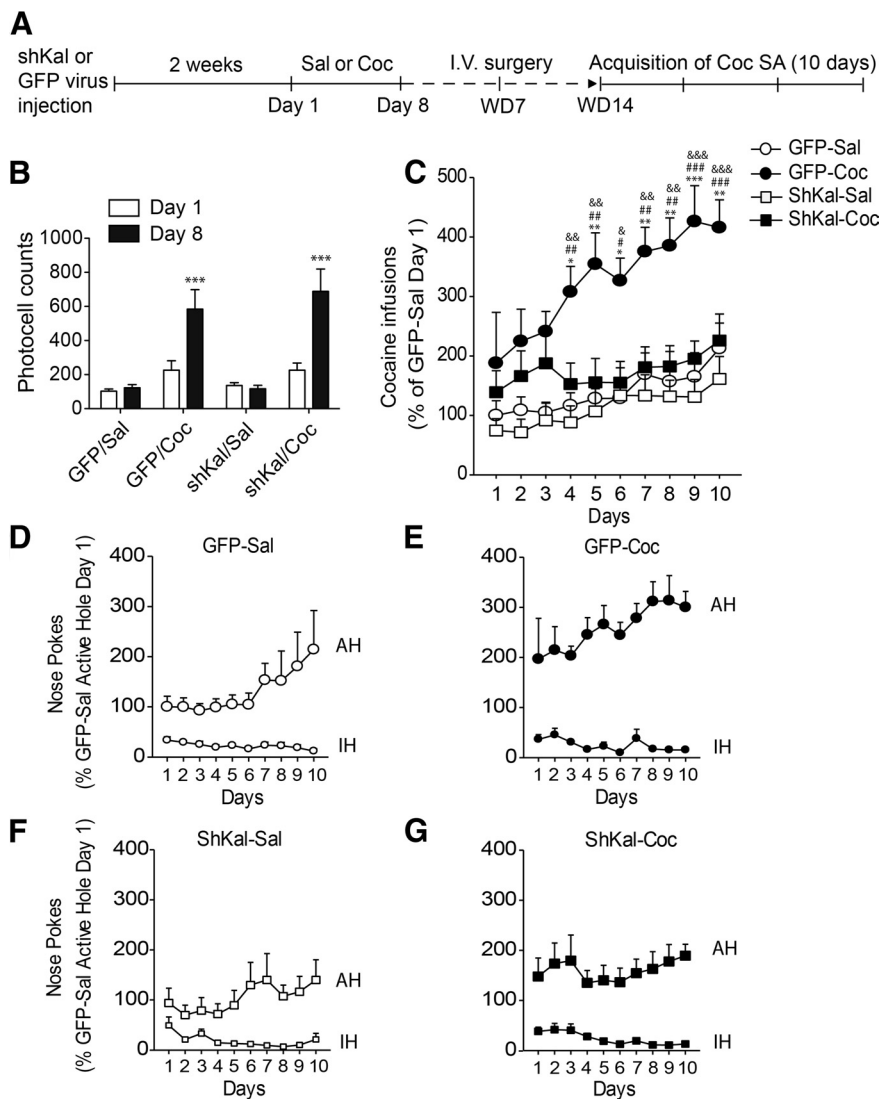 A
shKal or
GFP virus
injection
2 weeks
Sal or Coc
I.V. surgery
Acquisition of Coc SA (10 days)
Day 1
Day 8
WD7
WD14
B
Day 1
Day 8
Photocell counts
1000
800
600
400
200
0
***
***
GFP/Sal
GFP/Coc
shKal/Sal
shKal/Coc
C
GFP-Sal
GFP-Coc
ShKal-Sal
ShKal-Coc
Cocaine infusions
(% of GFP-Sal Day 1)
500
400
300
200
100
0
&&
##
*
&&
##
**
&
#
*
&&
##
**
&&
##
**
&&&
###
***
&&&
###
**
1 2 3 4 5 6 7 8 9 10
Days
D
GFP-Sal
Nose Pokes
(% GFP-Sal Active Hole Day 1)
400
300
200
100
0
AH
IH
1 2 3 4 5 6 7 8 9 10
Days
E
GFP-Coc
400
300
200
100
0
AH
IH
1 2 3 4 5 6 7 8 9 10
Days
F
ShKal-Sal
Nose Pokes
(% GFP-Sal Active Hole Day 1)
400
300
200
100
0
AH
IH
1 2 3 4 5 6 7 8 9 10
Days
G
ShKal-Coc
400
300
200
100
0
AH
IH
1 2 3 4 5 6 7 8 9 10
Days